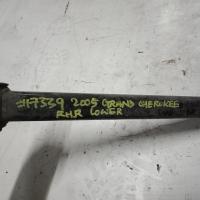 #17339 2005 GRAND CHEROKEE
RHR LOWER